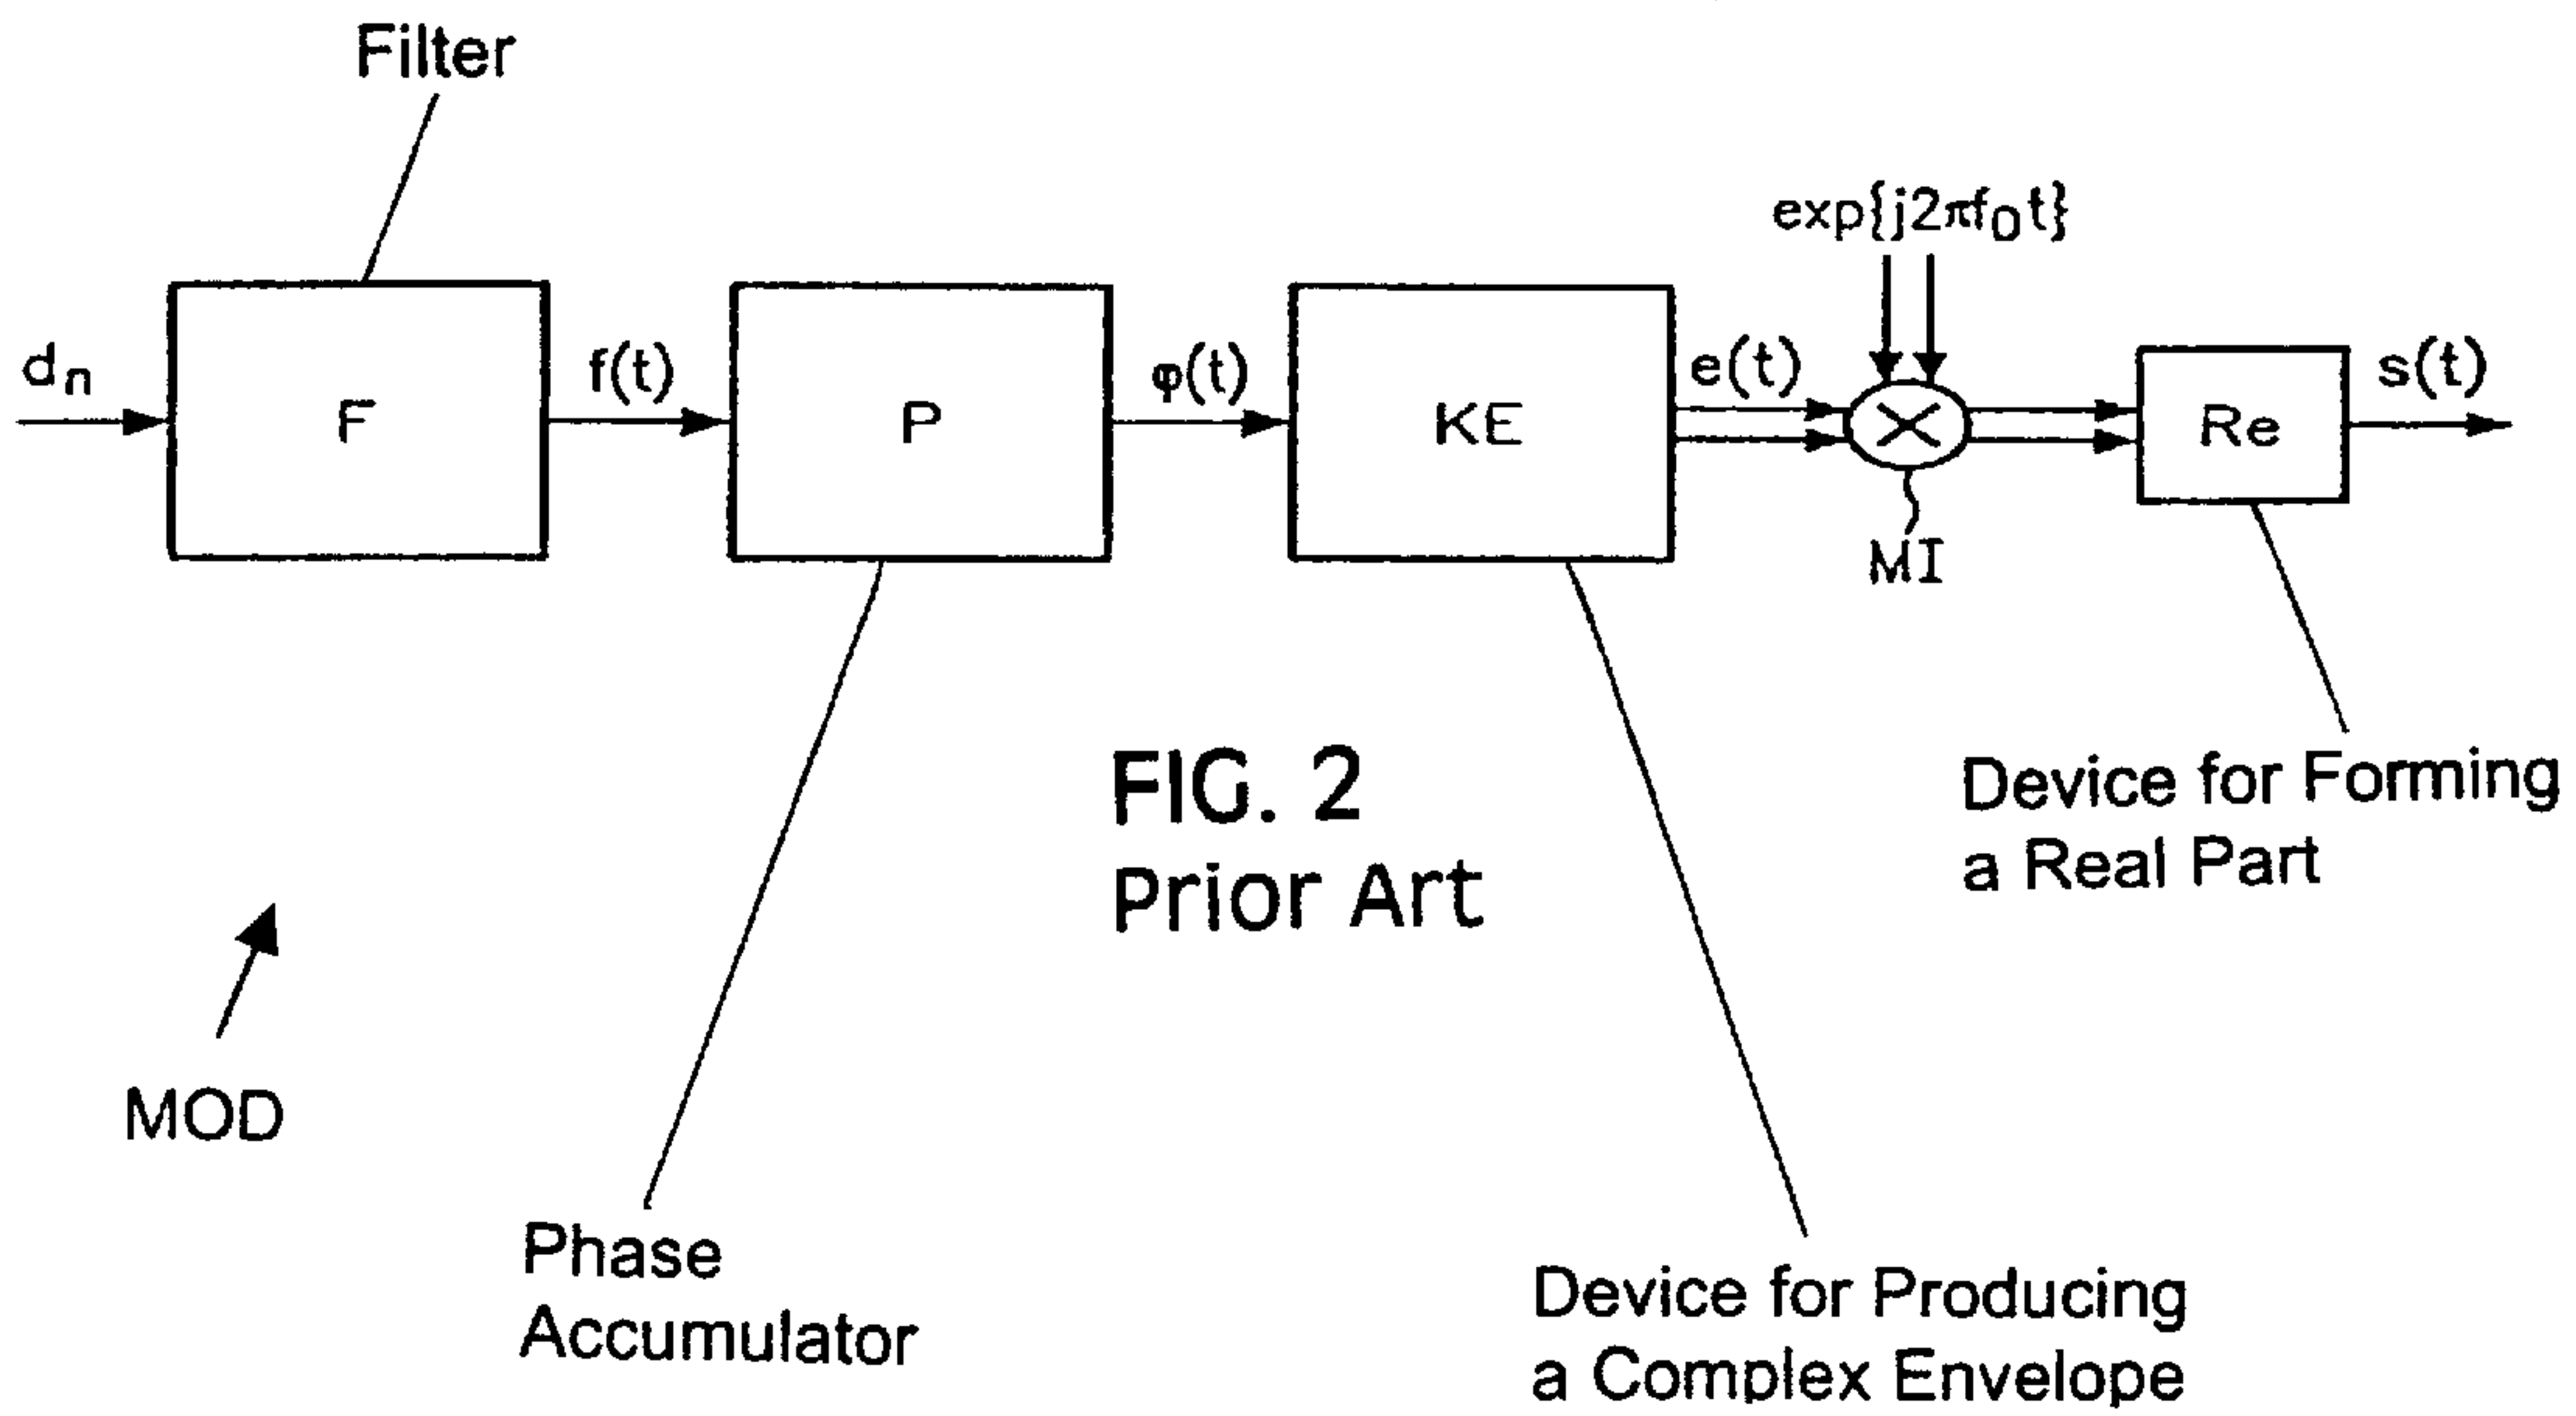 Filter
exp{j2πf₀t}
dₙ
F
f(t)
P
φ(t)
KE
e(t)
Re
s(t)
MI
FIG. 2
Prior Art
Device for Forming
a Real Part
MOD
Phase
Accumulator
Device for Producing
a Complex Envelope